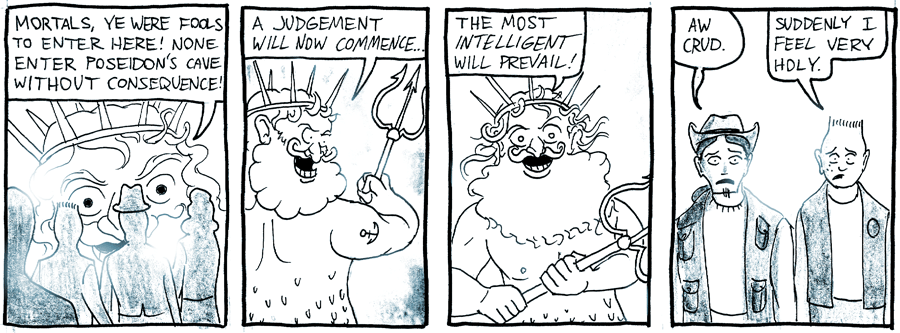 MORTALS, YE WERE FOOLS
TO ENTER HERE! NONE
ENTER POSEIDON'S CAVE
WITHOUT CONSEQUENCE!
A JUDGEMENT
WILL NOW COMMENCE...
THE MOST
INTELLIGENT
WILL PREVAIL!
AW
CRUD.
SUDDENLY I
FEEL VERY
HOLY.